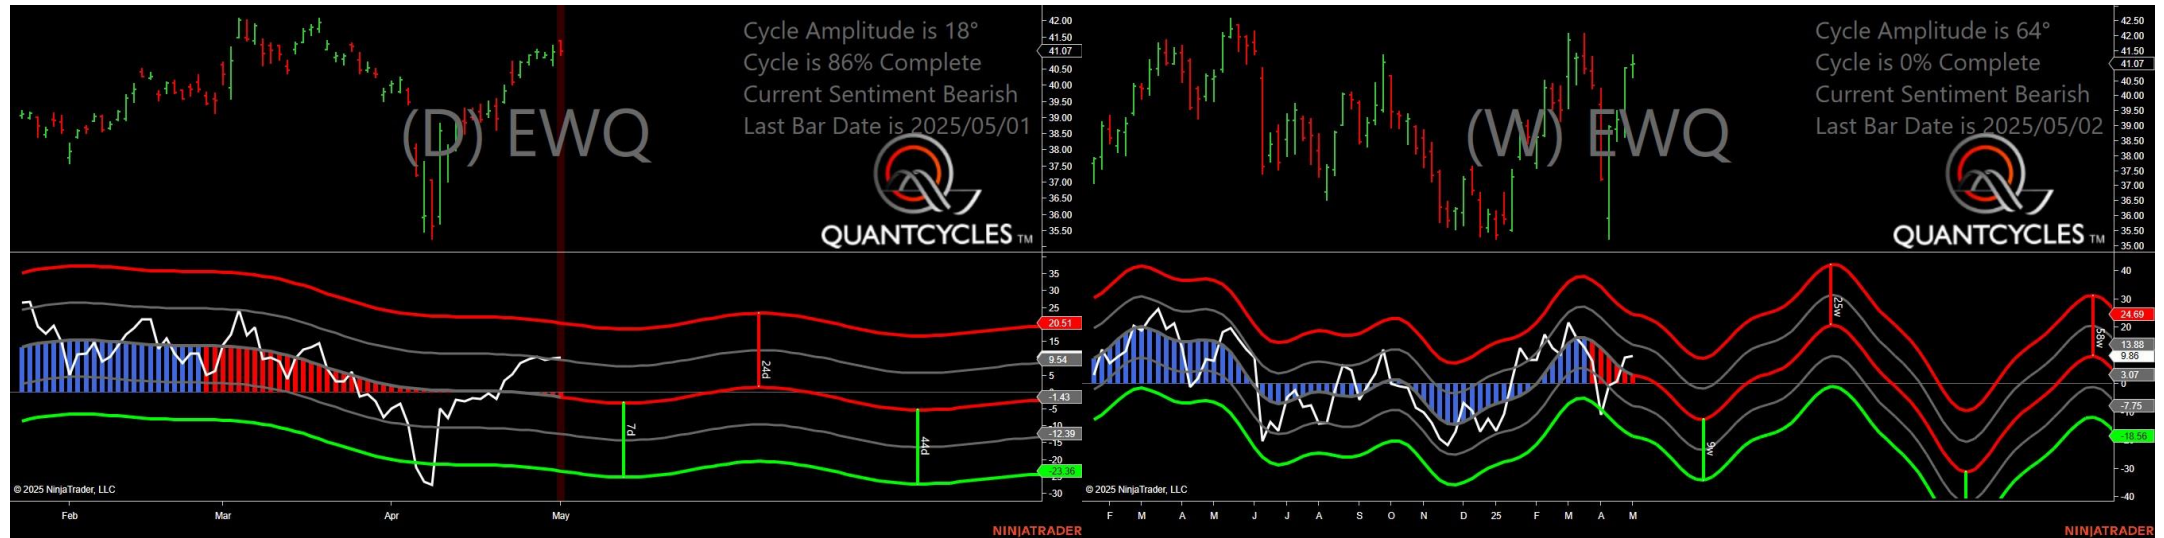 Cycle Amplitude is 18°
Cycle is 86% Complete
Current Sentiment Bearish
Last Bar Date is 2025/05/01
(D) EWQ
QUANTCYCLES TM
42.00
41.07
40.50
40.00
39.50
39.00
38.50
38.00
37.50
37.00
36.50
36.00
35.50
35
30
25
20.51
15
9.54
5
-1.43
-5
-12.39
-15
-20
-23.36
-30
24d
7d
44d
© 2025 NinjaTrader, LLC
Feb
Mar
Apr
May
NINJATRADER
Cycle Amplitude is 64°
Cycle is 0% Complete
Current Sentiment Bearish
Last Bar Date is 2025/05/02
(W) EWQ
QUANTCYCLES TM
42.50
42.00
41.50
41.07
40.50
40.00
39.50
39.00
38.50
38.00
37.50
37.00
36.50
36.00
35.50
35.00
40
30
24.69
20
13.88
9.86
3.07
0
-7.75
-18.56
-30
-40
25w
58w
9w
© 2025 NinjaTrader, LLC
F M A M J J A S O N D 25 F M A M
NINJATRADER